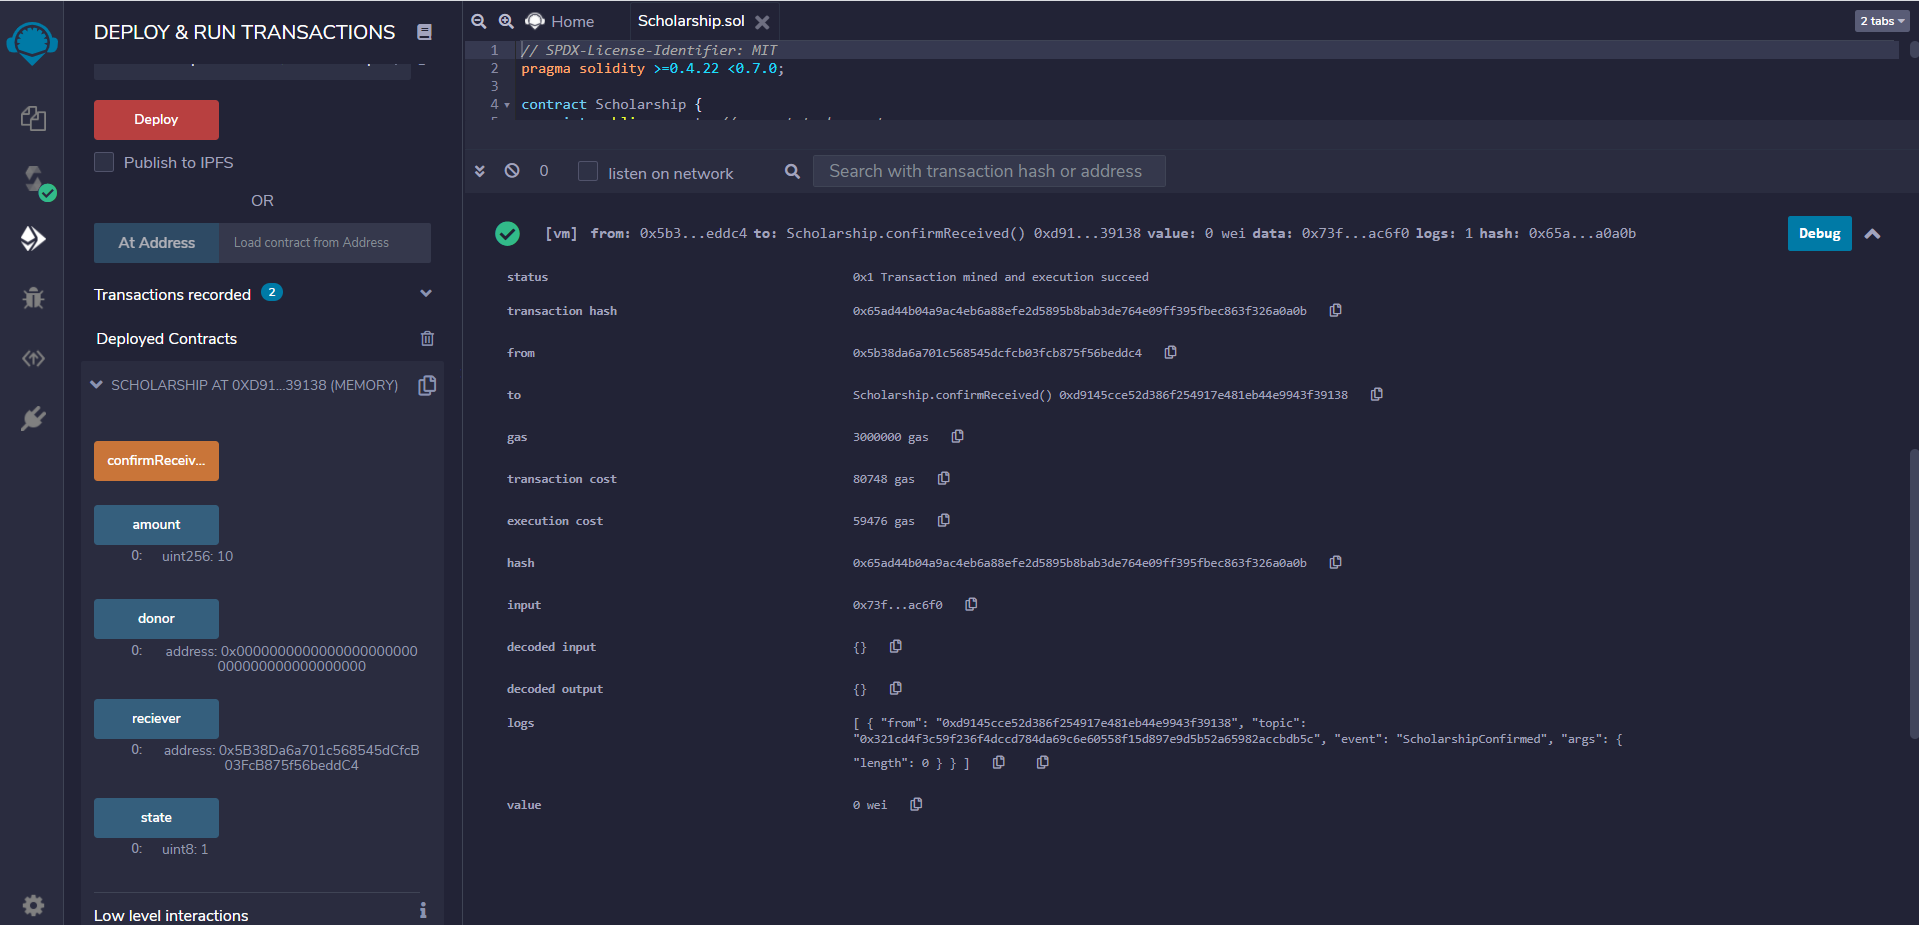 DEPLOY & RUN TRANSACTIONS
Deploy
Publish to IPFS
OR
At Address
Load contract from Address
Transactions recorded 2
Deployed Contracts
SCHOLARSHIP AT 0XD91...39138 (MEMORY)
confirmReceiv...
amount
0: uint256: 10
donor
0: address: 0x00000000000000000000000
00000000000000000
reciever
0: address: 0x5B38Da6a701c568545dCfcB
03FcB875f56beddC4
state
0: uint8: 1
Low level interactions
Home
Scholarship.sol
2 tabs
1 // SPDX-License-Identifier: MIT
2 pragma solidity >=0.4.22 <0.7.0;
3
4 contract Scholarship {
0
listen on network
Search with transaction hash or address
[vm] from: 0x5b3...eddc4 to: Scholarship.confirmReceived() 0xd91...39138 value: 0 wei data: 0x73f...ac6f0 logs: 1 hash: 0x65a...a0a0b
Debug
status 0x1 Transaction mined and execution succeed
transaction hash 0x65ad44b04a9ac4eb6a88efe2d5895b8bab3de764e09ff395fbec863f326a0a0b
from 0x5b38da6a701c568545dcfcb03fcb875f56beddc4
to Scholarship.confirmReceived() 0xd9145cce52d386f254917e481eb44e9943f39138
gas 3000000 gas
transaction cost 80748 gas
execution cost 59476 gas
hash 0x65ad44b04a9ac4eb6a88efe2d5895b8bab3de764e09ff395fbec863f326a0a0b
input 0x73f...ac6f0
decoded input {}
decoded output {}
logs [ { "from": "0xd9145cce52d386f254917e481eb44e9943f39138", "topic":
"0x321cd4f3c59f236f4dccd784da69c6e60558f15d897e9d5b52a65982accbdb5c", "event": "ScholarshipConfirmed", "args": {
"length": 0 } } ]
value 0 wei